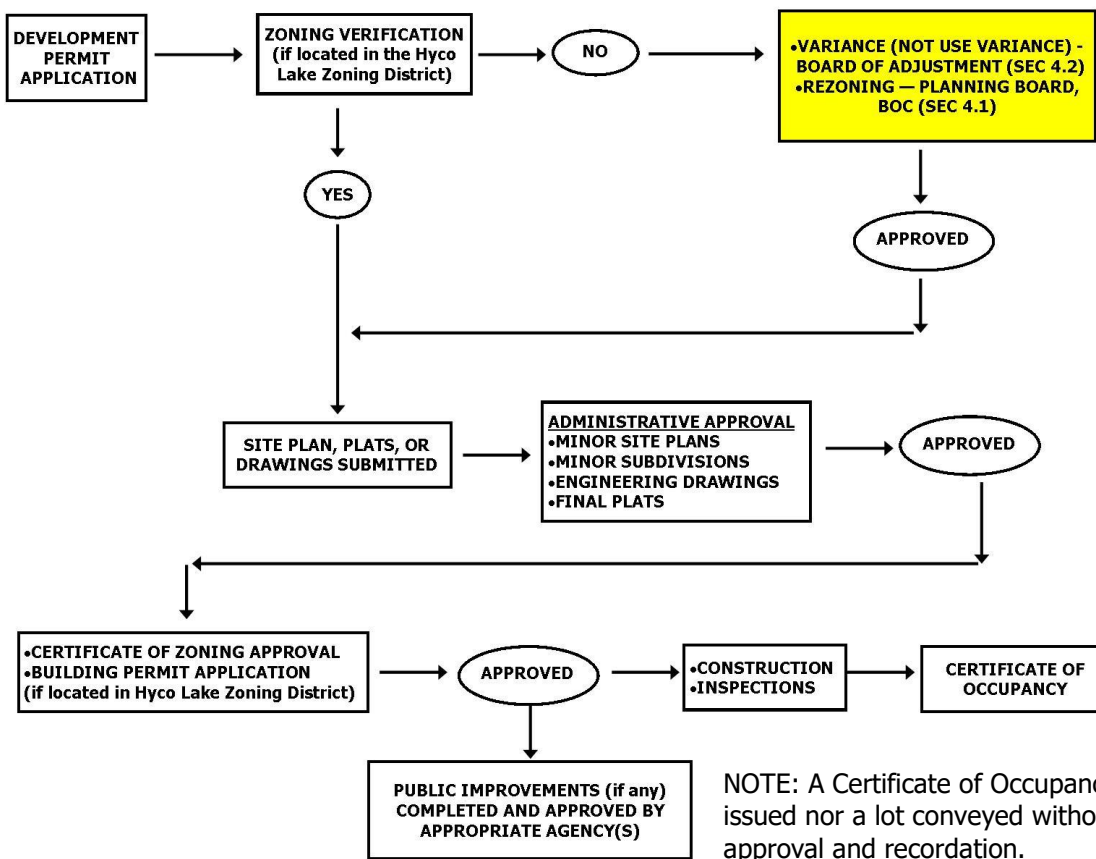 DEVELOPMENT
PERMIT
APPLICATION
ZONING VERIFICATION
(if located in the Hyco
Lake Zoning District)
NO
•VARIANCE (NOT USE VARIANCE) -
BOARD OF ADJUSTMENT (SEC 4.2)
•REZONING — PLANNING BOARD,
BOC (SEC 4.1)
YES
APPROVED
SITE PLAN, PLATS, OR
DRAWINGS SUBMITTED
ADMINISTRATIVE APPROVAL
•MINOR SITE PLANS
•MINOR SUBDIVISIONS
•ENGINEERING DRAWINGS
•FINAL PLATS
APPROVED
•CERTIFICATE OF ZONING APPROVAL
•BUILDING PERMIT APPLICATION
(if located in Hyco Lake Zoning District)
APPROVED
•CONSTRUCTION
•INSPECTIONS
CERTIFICATE OF
OCCUPANCY
PUBLIC IMPROVEMENTS (if any)
COMPLETED AND APPROVED BY
APPROPRIATE AGENCY(S)
NOTE: A Certificate of
issued nor a lot conveyed
approval and recordation.